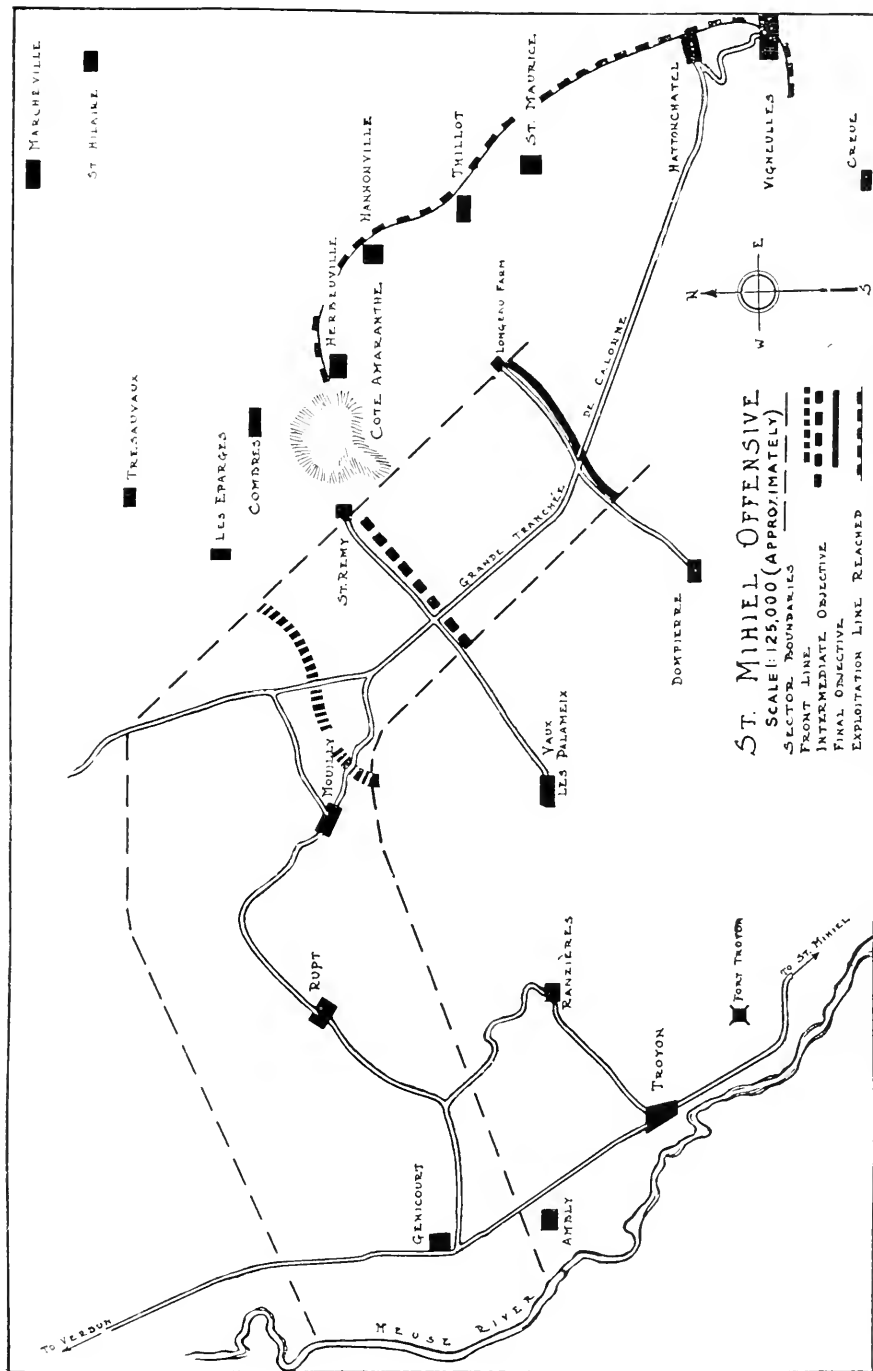 MARCHEVILLE
ST HILAIRE
TRESAUVAUX
LES EPARGES
COMBRES
HERBEUVILLE
HANNONVILLE
THILLOT
ST. MAURICE
HATTONCHATEL
VIGNEULLES
CREUE
COTE AMARANTHE
ST. REMY
LONGEAU FARM
GRANDE TRANCHÉE DE CALONNE
MOUILLY
VAUX
LES PALAMEIX
DOMPIERRE
RUPT
RANZIÈRES
GENICOURT
AMBLY
TROYON
FORT TROYON
TO VERDUN
TO ST. MIHIEL
MEUSE RIVER
N
W
E
S
ST. MIHIEL OFFENSIVE
SCALE 1:125,000 (APPROXIMATELY)
SECTOR BOUNDARIES
FRONT LINE
INTERMEDIATE OBJECTIVE
FINAL OBJECTIVE
EXPLOITATION LINE REACHED